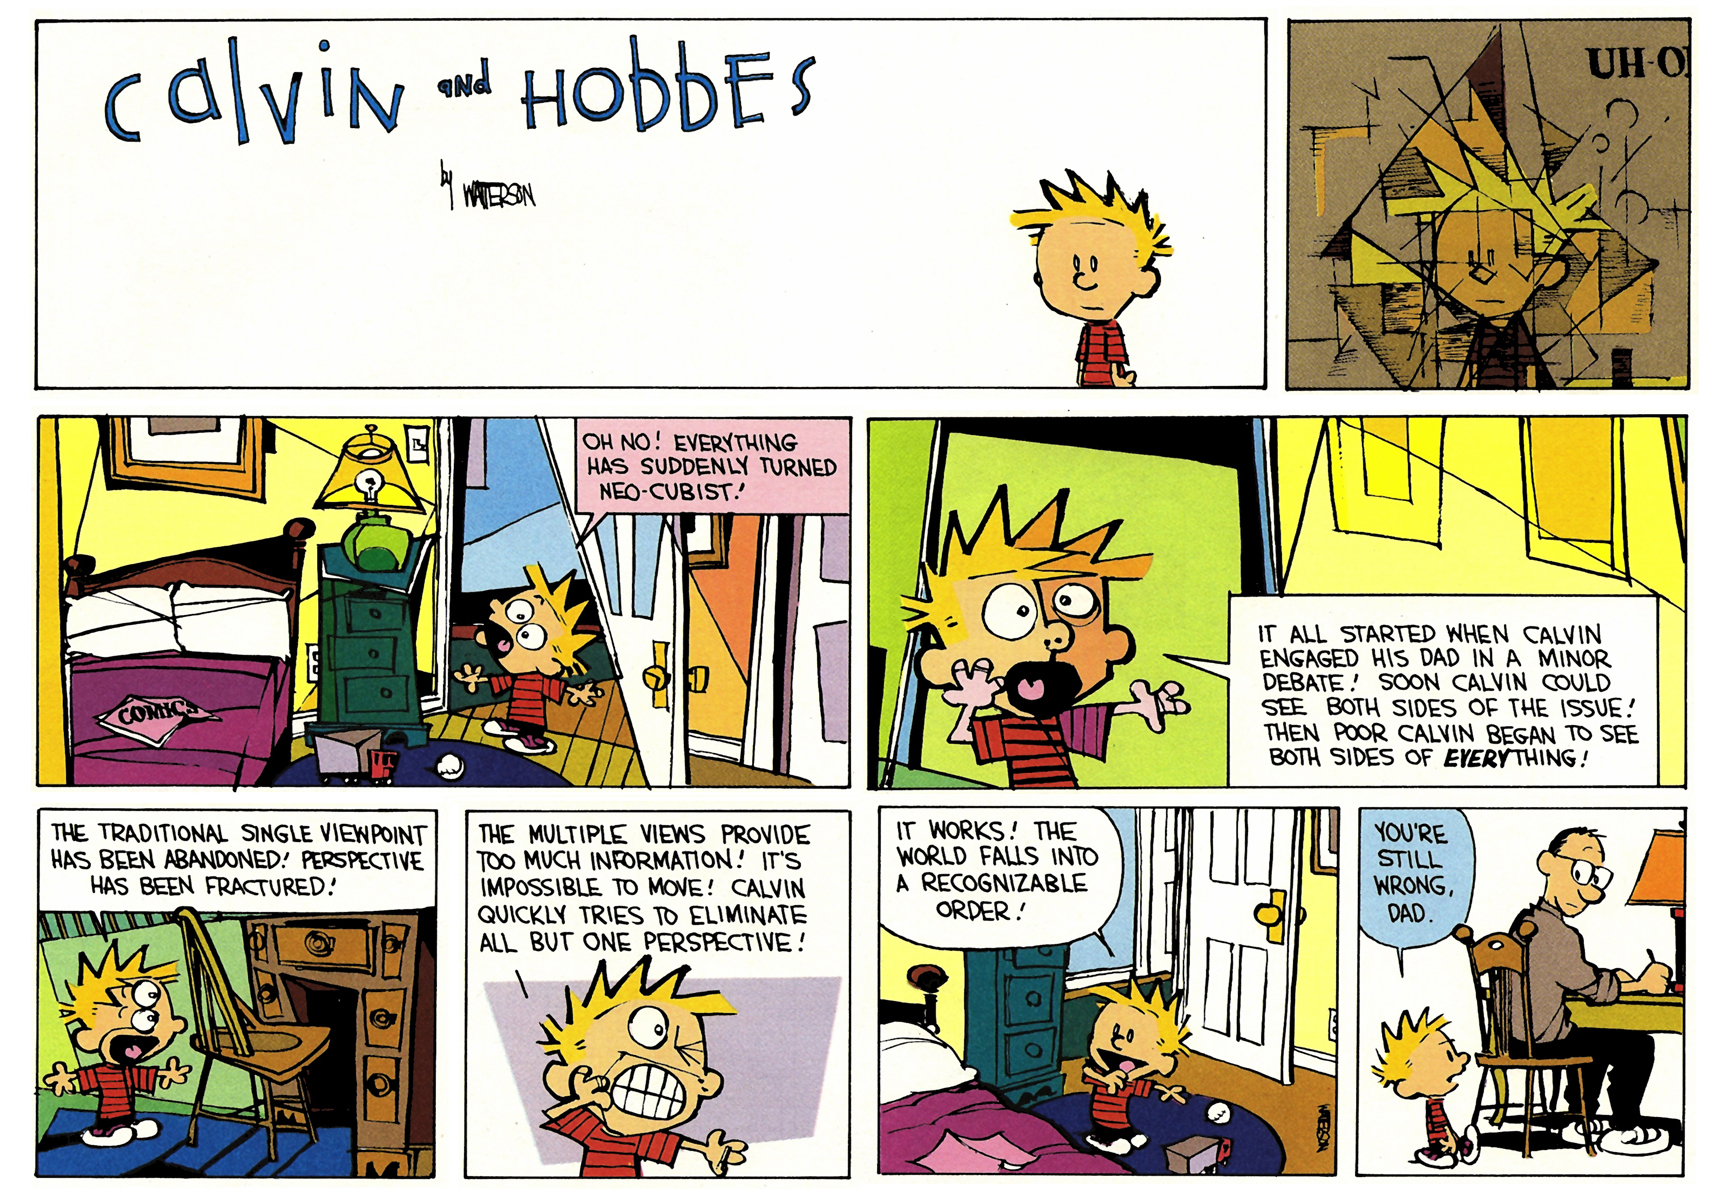 Calvin and Hobbes
by WATTERSON
UH-O
OH NO! EVERYTHING
HAS SUDDENLY TURNED
NEO-CUBIST!
COMICS
IT ALL STARTED WHEN CALVIN
ENGAGED HIS DAD IN A MINOR
DEBATE! SOON CALVIN COULD
SEE BOTH SIDES OF THE ISSUE!
THEN POOR CALVIN BEGAN TO SEE
BOTH SIDES OF EVERYTHING!
THE TRADITIONAL SINGLE VIEWPOINT
HAS BEEN ABANDONED! PERSPECTIVE
HAS BEEN FRACTURED!
THE MULTIPLE VIEWS PROVIDE
TOO MUCH INFORMATION! IT'S
IMPOSSIBLE TO MOVE! CALVIN
QUICKLY TRIES TO ELIMINATE
ALL BUT ONE PERSPECTIVE!
IT WORKS! THE
WORLD FALLS INTO
A RECOGNIZABLE
ORDER!
WATTERSON
YOU'RE
STILL
WRONG,
DAD.